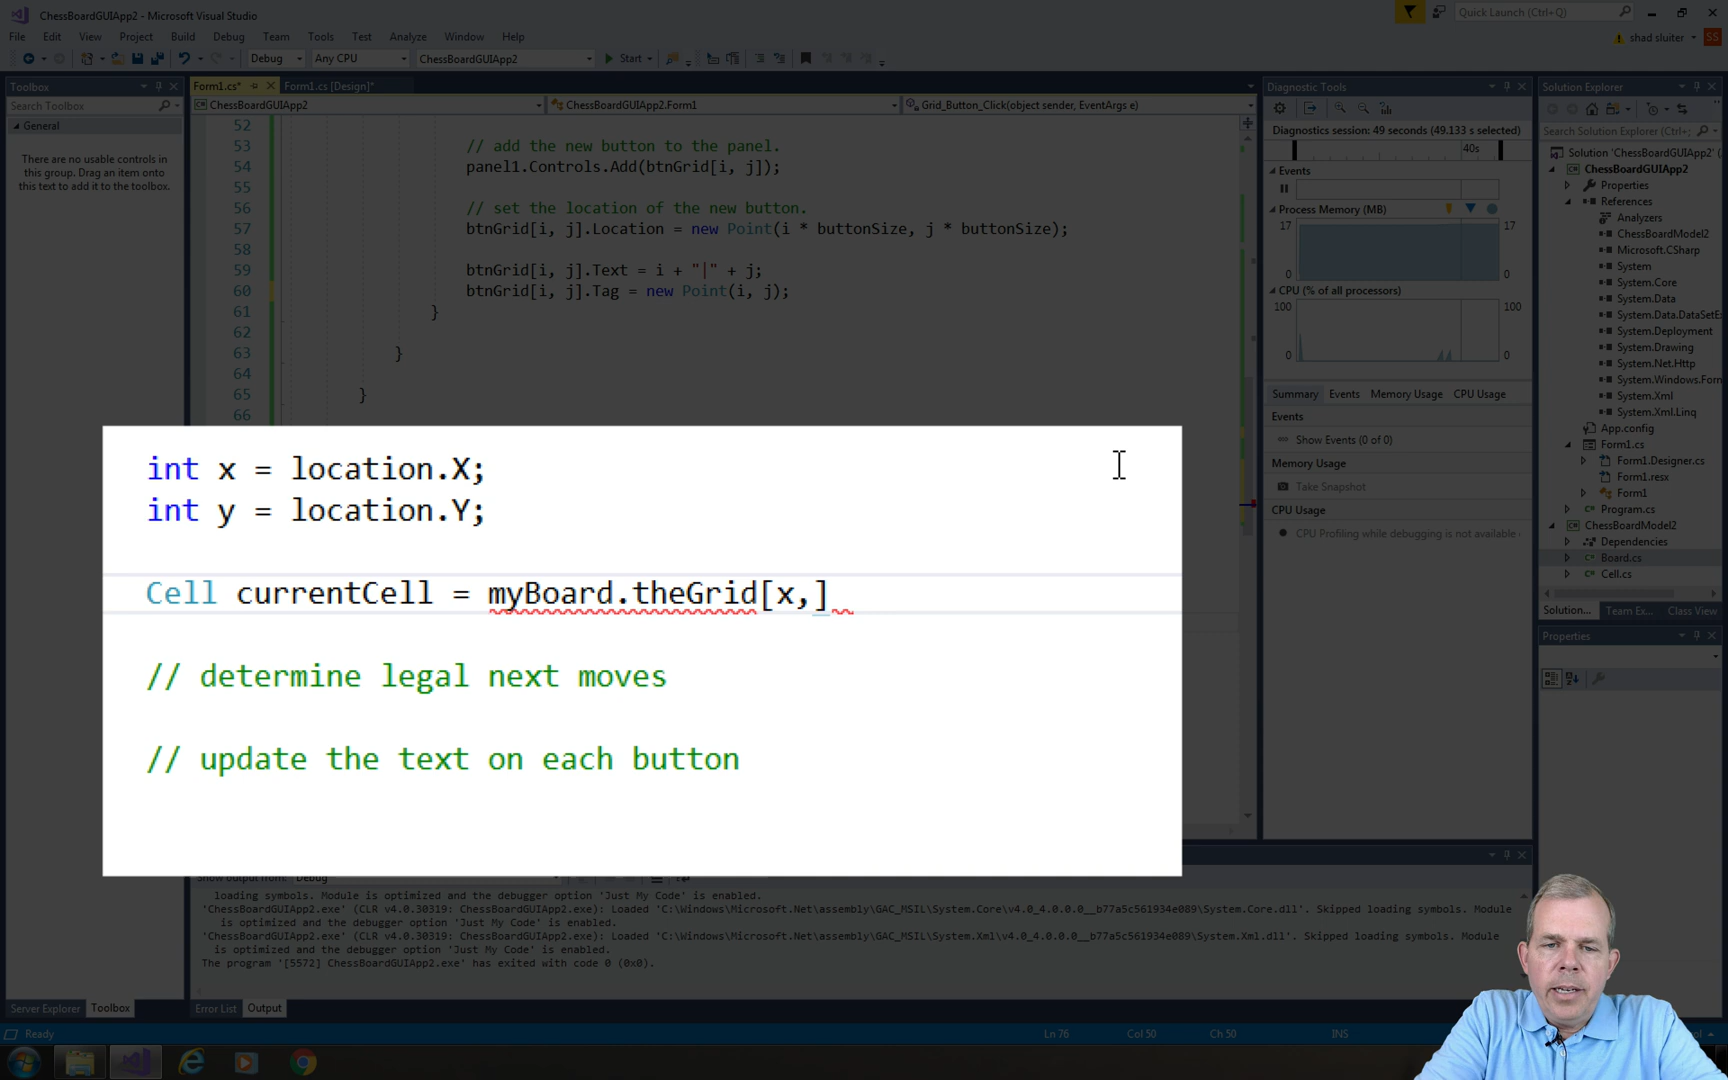 ChessBoardGUIApp2 - Microsoft Visual Studio
Quick Launch (Ctrl+Q)
File Edit View Project Build Debug Team Tools Test Analyze Window Help
shad sluiter SS
Debug Any CPU ChessBoardGUIApp2 Start
Toolbox
Search Toolbox
General
There are no usable controls in
this group. Drag an item onto
this text to add it to the toolbox.
Form1.cs* Form1.cs [Design]*
ChessBoardGUIApp2 ChessBoardGUIApp2.Form1 Grid_Button_Click(object sender, EventArgs e)
52
53 // add the new button to the panel.
54 panel1.Controls.Add(btnGrid[i, j]);
55
56 // set the location of the new button.
57 btnGrid[i, j].Location = new Point(i * buttonSize, j * buttonSize);
58
59 btnGrid[i, j].Text = i + "|" + j;
60 btnGrid[i, j].Tag = new Point(i, j);
61 }
62
63 }
64
65 }
66
int x = location.X;
int y = location.Y;
Cell currentCell = myBoard.theGrid[x,]
// determine legal next moves
// update the text on each button
Debug
loading symbols. Module is optimized and the debugger option 'Just My Code' is enabled.
'ChessBoardGUIApp2.exe' (CLR v4.0.30319: ChessBoardGUIApp2.exe): Loaded 'C:\Windows\Microsoft.Net\assembly\GAC_MSIL\System.Core\v4.0_4.0.0.0__b77a5c561934e089\System.Core.dll'. Skipped loading symbols. Module
is optimized and the debugger option 'Just My Code' is enabled.
'ChessBoardGUIApp2.exe' (CLR v4.0.30319: ChessBoardGUIApp2.exe): Loaded 'C:\Windows\Microsoft.Net\assembly\GAC_MSIL\System.Xml\v4.0_4.0.0.0__b77a5c561934e089\System.Xml.dll'. Skipped loading symbols. Module
is optimized and the debugger option 'Just My Code' is enabled.
The program '[5572] ChessBoardGUIApp2.exe' has exited with code 0 (0x0).
Server Explorer Toolbox
Error List Output
Diagnostic Tools
Diagnostics session: 49 seconds (49.133 s selected)
40s
Events
Process Memory (MB)
17 17
0 0
CPU (% of all processors)
100 100
0 0
Summary Events Memory Usage CPU Usage
Events
Show Events (0 of 0)
Memory Usage
Take Snapshot
CPU Usage
CPU Profiling while debugging is not available
Solution Explorer
Search Solution Explorer (Ctrl+;
Solution 'ChessBoardGUIApp2' (
ChessBoardGUIApp2
Properties
References
Analyzers
ChessBoardModel2
Microsoft.CSharp
System
System.Core
System.Data
System.Data.DataSetE
System.Deployment
System.Drawing
System.Net.Http
System.Windows.Forn
System.Xml
System.Xml.Linq
App.config
Form1.cs
Form1.Designer.cs
Form1.resx
Form1
Program.cs
ChessBoardModel2
Dependencies
Board.cs
Cell.cs
Solution... Team Ex... Class View
Properties
Ready Ln 76 Col 50 Ch 50 INS